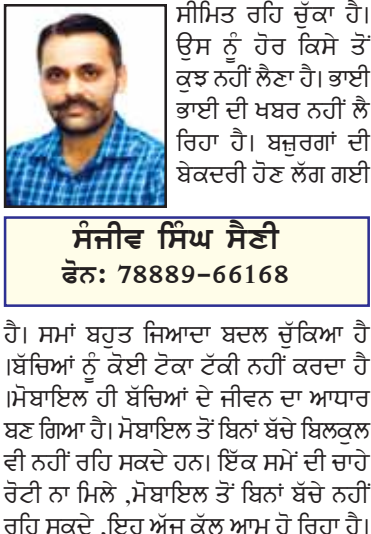 ਸੀਮਿਤ ਰਹਿ ਚੁੱਕਾ ਹੈ।
ਉਸ ਨੂੰ ਹੋਰ ਕਿਸੇ ਤੋਂ
ਕੁਝ ਨਹੀਂ ਲੈਣਾ ਹੈ। ਭਾਈ
ਭਾਈ ਦੀ ਖਬਰ ਨਹੀਂ ਲੈ
ਰਿਹਾ ਹੈ। ਬਜ਼ੁਰਗਾਂ ਦੀ
ਬੇਕਦਰੀ ਹੋਣ ਲੱਗ ਗਈ
ਸੰਜੀਵ ਸਿੰਘ ਸੈਣੀ
ਫੋਨ: 78889-66168
ਹੈ। ਸਮਾਂ ਬਹੁਤ ਜਿਆਦਾ ਬਦਲ ਚੁੱਕਿਆ ਹੈ
।ਬੱਚਿਆਂ ਨੂੰ ਕੋਈ ਟੋਕਾ ਟੱਕੀ ਨਹੀਂ ਕਰਦਾ ਹੈ
।ਮੋਬਾਇਲ ਹੀ ਬੱਚਿਆਂ ਦੇ ਜੀਵਨ ਦਾ ਆਧਾਰ
ਬਣ ਗਿਆ ਹੈ। ਮੋਬਾਇਲ ਤੋਂ ਬਿਨਾਂ ਬੱਚੇ ਬਿਲਕੁਲ
ਵੀ ਨਹੀਂ ਰਹਿ ਸਕਦੇ ਹਨ। ਇੱਕ ਸਮੇਂ ਦੀ ਚਾਹੇ
ਰੋਟੀ ਨਾ ਮਿਲੇ ,ਮੋਬਾਇਲ ਤੋਂ ਬਿਨਾਂ ਬੱਚੇ ਨਹੀਂ
ਰਹਿ ਸਕਦੇ ,ਇਹ ਅੱਜ ਕੱਲ ਆਮ ਹੋ ਰਿਹਾ ਹੈ।